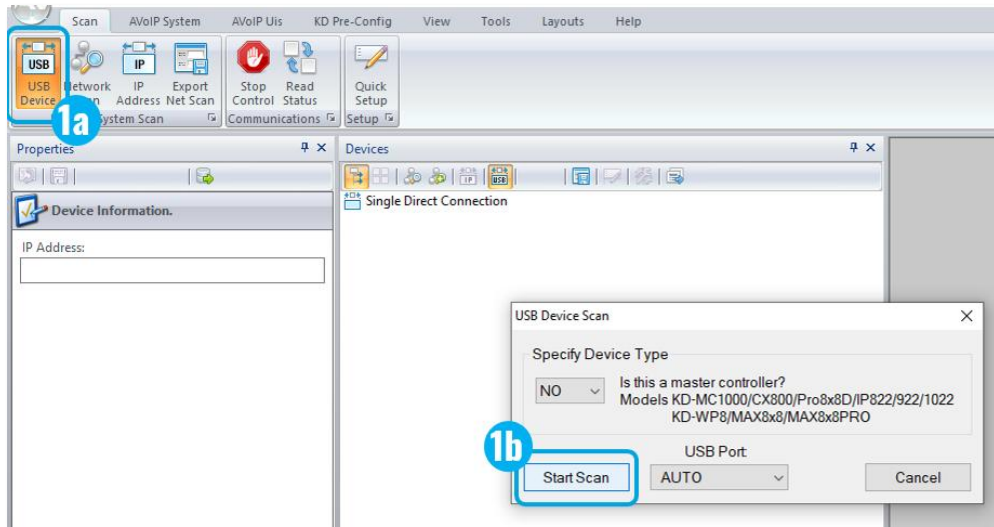 Scan AVoIP System AVoIP Uis KD Pre-Config View Tools Layouts Help
USB IP
USB Network IP Export Stop Read Quick
Device Address Net Scan Control Status Setup
1a
System Scan Communications Setup
Properties Devices
IP USB
Device Information.
Single Direct Connection
IP Address:
USB Device Scan
Specify Device Type
NO Is this a master controller?
Models KD-MC1000/CX800/Pro8x8D/IP822/922/1022
KD-WP8/MAX8x8/MAX8x8PRO
1b
USB Port
Start Scan AUTO Cancel